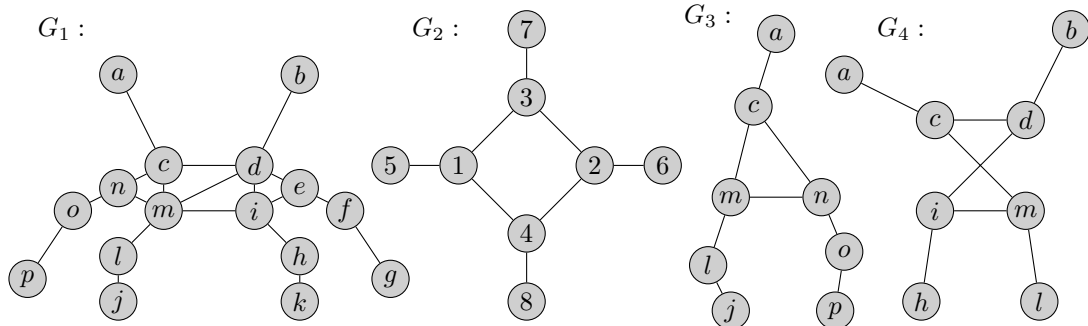 G₁ : G₂ : G₃ : G₄ :
a b 7 a a b
3 c c d
c d 5 1 2 6
n e m n i m
o m i f
4
l h l o h l
p g
j k 8 j p